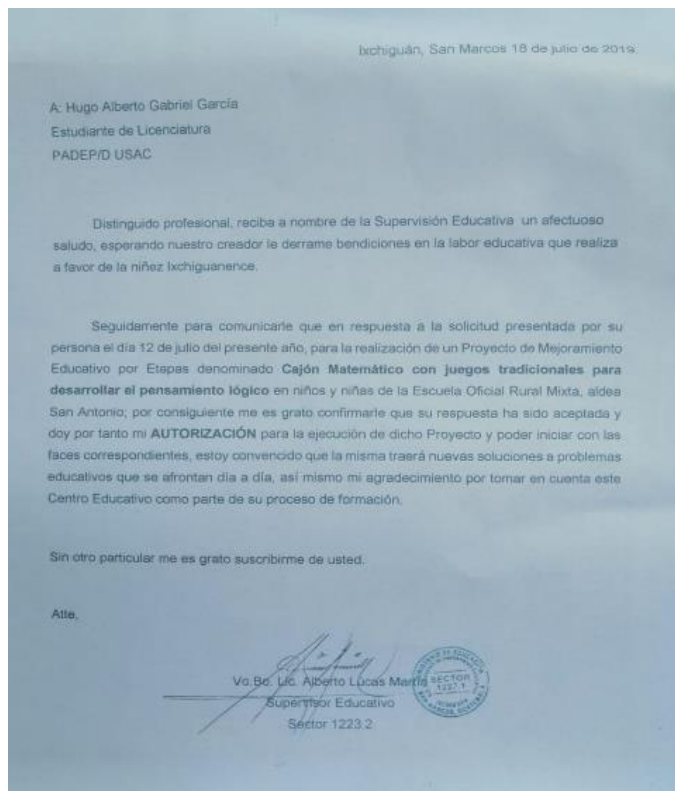 Ixchiguán, San Marcos 18 de julio de 2019
A: Hugo Alberto Gabriel García
Estudiante de Licenciatura
PADEP/D USAC
Distinguido profesional, reciba a nombre de la Supervisión Educativa un afectuoso
saludo, esperando nuestro creador le derrame bendiciones en la labor educativa que realiza
a favor de la niñez Ixchiguanence.
Seguidamente para comunicarle que en respuesta a la solicitud presentada por su
persona el día 12 de julio del presente año, para la realización de un Proyecto de Mejoramiento
Educativo por Etapas denominado Cajón Matemático con juegos tradicionales para
desarrollar el pensamiento lógico en niños y niñas de la Escuela Oficial Rural Mixta, aldea
San Antonio; por consiguiente me es grato confirmarle que su respuesta ha sido aceptada y
doy por tanto mi AUTORIZACIÓN para la ejecución de dicho Proyecto y poder iniciar con las
faces correspondientes, estoy convencido que la misma traerá nuevas soluciones a problemas
educativos que se afrontan día a día, así mismo mi agradecimiento por tomar en cuenta este
Centro Educativo como parte de su proceso de formación.
Sin otro particular me es grato suscribirme de usted.
Atte,
Vo.Bo. Lic. Alberto Lucas Martín
Supervisor Educativo
Sector 1223.2
SECTOR